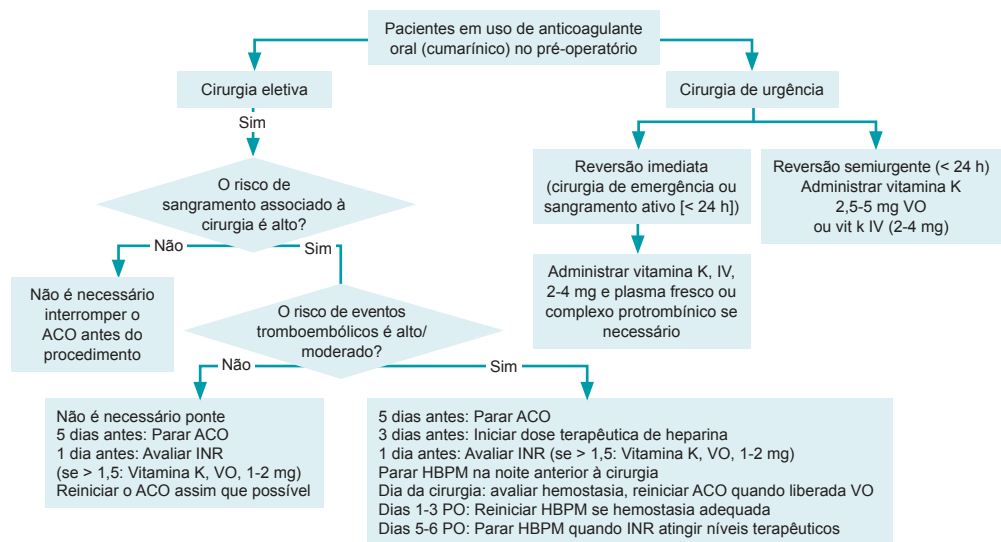 Pacientes em uso de anticoagulante
oral (cumarínico) no pré-operatório
Cirurgia eletiva
Cirurgia de urgência
Sim
O risco de
sangramento associado à
cirurgia é alto?
Não
Sim
Não é necessário
interromper o
ACO antes do
procedimento
O risco de eventos
tromboembólicos é alto/
moderado?
Não
Sim
Não é necessário ponte
5 dias antes: Parar ACO
1 dia antes: Avaliar INR
(se > 1,5: Vitamina K, VO, 1-2 mg)
Reiniciar o ACO assim que possível
5 dias antes: Parar ACO
3 dias antes: Iniciar dose terapêutica de heparina
1 dia antes: Avaliar INR (se > 1,5: Vitamina K, VO, 1-2 mg)
Parar HBPM na noite anterior à cirurgia
Dia da cirurgia: avaliar hemostasia, reiniciar ACO quando liberada VO
Dias 1-3 PO: Reiniciar HBPM se hemostasia adequada
Dias 5-6 PO: Parar HBPM quando INR atingir níveis terapêuticos
Reversão imediata
(cirurgia de emergência ou
sangramento ativo [< 24 h])
Administrar vitamina K, IV,
2-4 mg e plasma fresco ou
complexo protrombínico se
necessário
Reversão semiurgente (< 24 h)
Administrar vitamina K
2,5-5 mg VO
ou vit k IV (2-4 mg)